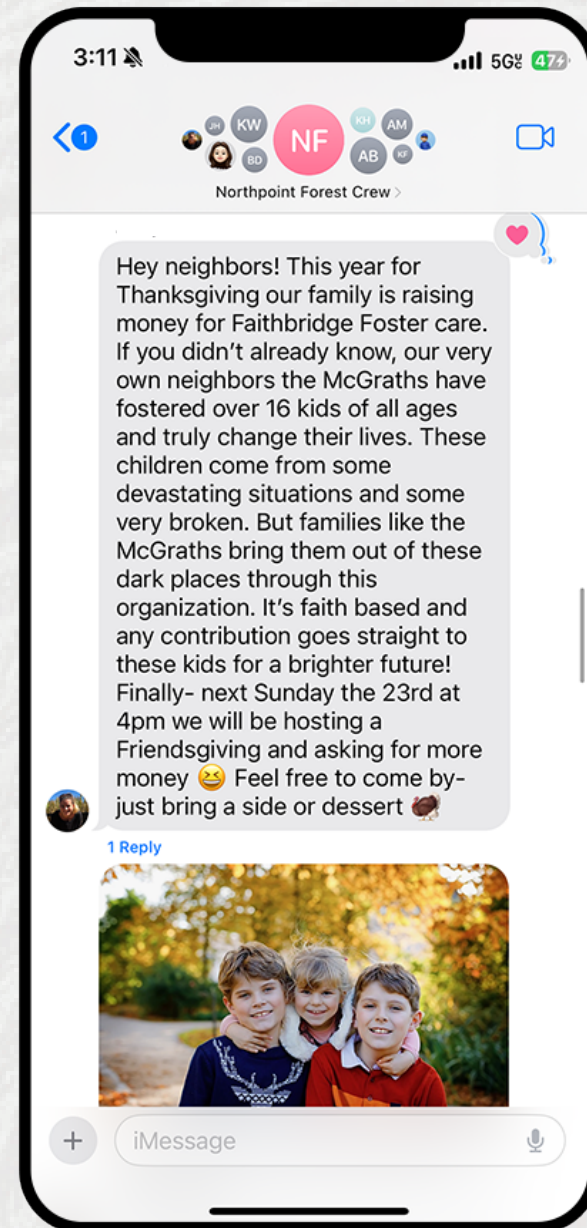 3:11
5G
47
1
JH
KW
BD
NF
KH
AM
AB
KF
Northpoint Forest Crew
Hey neighbors! This year for
Thanksgiving our family is raising
money for Faithbridge Foster care.
If you didn’t already know, our very
own neighbors the McGraths have
fostered over 16 kids of all ages
and truly change their lives. These
children come from some
devastating situations and some
very broken. But families like the
McGraths bring them out of these
dark places through this
organization. It’s faith based and
any contribution goes straight to
these kids for a brighter future!
Finally- next Sunday the 23rd at
4pm we will be hosting a
Friendsgiving and asking for more
money 😆 Feel free to come by-
just bring a side or dessert 🦃
1 Reply
iMessage